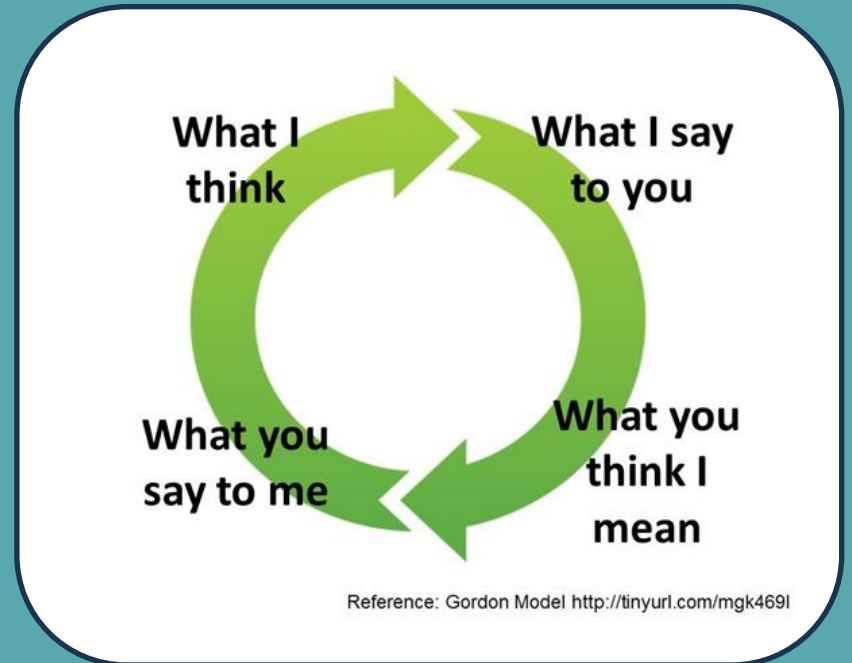 What I
think
What I say
to you
What you
think I
mean
What you
say to me
Reference: Gordon Model http://tinyurl.com/mgk469l